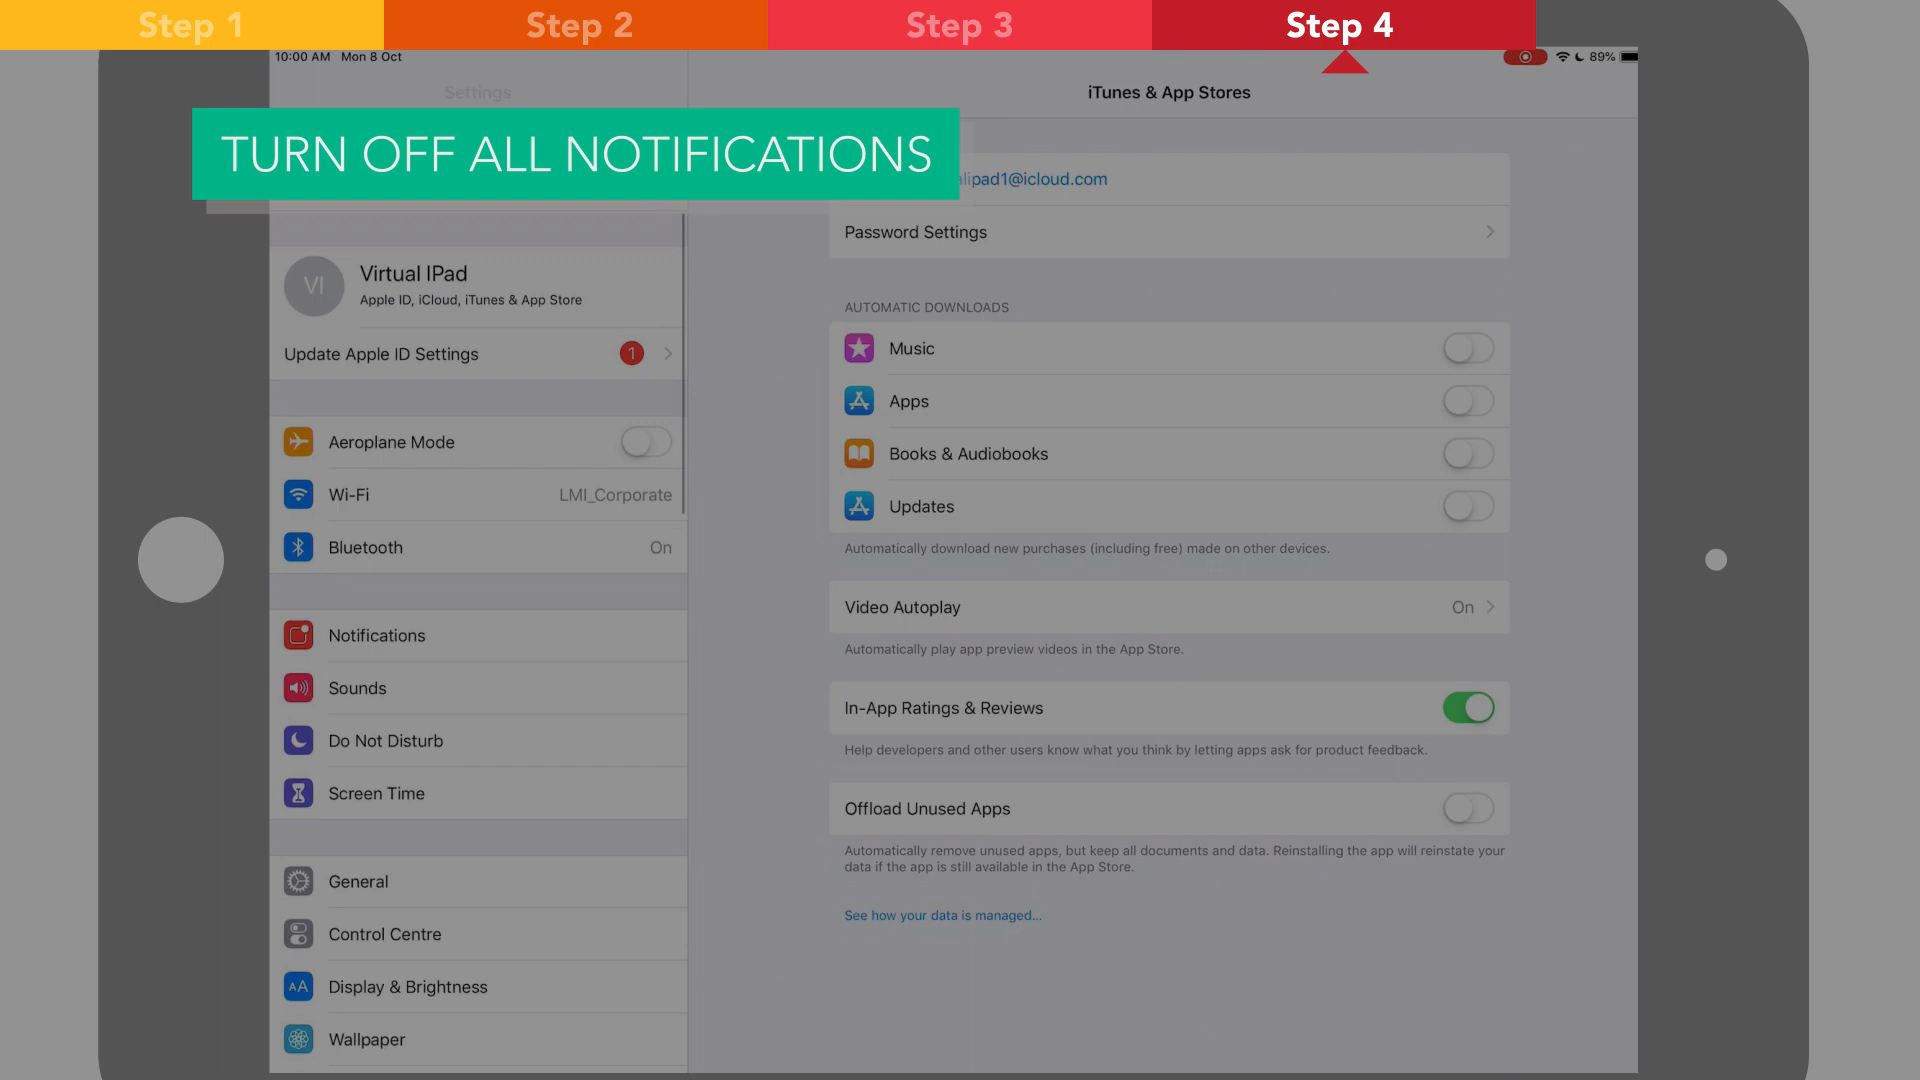 Step 1
Step 2
Step 3
Step 4
10:00 AM Mon 8 Oct
89%
Settings
iTunes & App Stores
TURN OFF ALL NOTIFICATIONS
lipad1@icloud.com
Password Settings
VI
Virtual IPad
Apple ID, iCloud, iTunes & App Store
Update Apple ID Settings
1
Aeroplane Mode
Wi-Fi
LMI_Corporate
Bluetooth
On
Notifications
Sounds
Do Not Disturb
Screen Time
General
Control Centre
AA
Display & Brightness
Wallpaper
AUTOMATIC DOWNLOADS
Music
Apps
Books & Audiobooks
Updates
Automatically download new purchases (including free) made on other devices.
Video Autoplay
On
Automatically play app preview videos in the App Store.
In-App Ratings & Reviews
Help developers and other users know what you think by letting apps ask for product feedback.
Offload Unused Apps
Automatically remove unused apps, but keep all documents and data. Reinstalling the app will reinstate your
data if the app is still available in the App Store.
See how your data is managed...